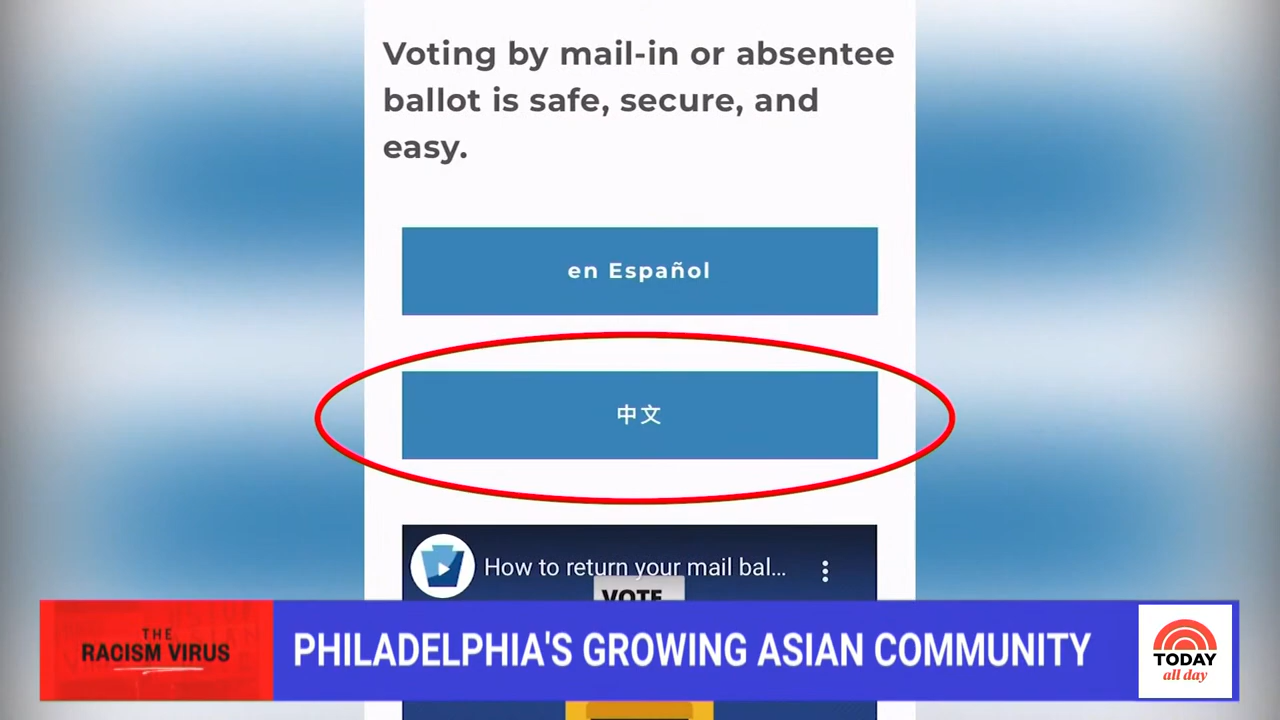 Voting by mail-in or absentee
ballot is safe, secure, and
easy.
en Español
中文
How to return your mail bal...
VOTE
THE
RACISM VIRUS
PHILADELPHIA'S GROWING ASIAN COMMUNITY
TODAY
all day